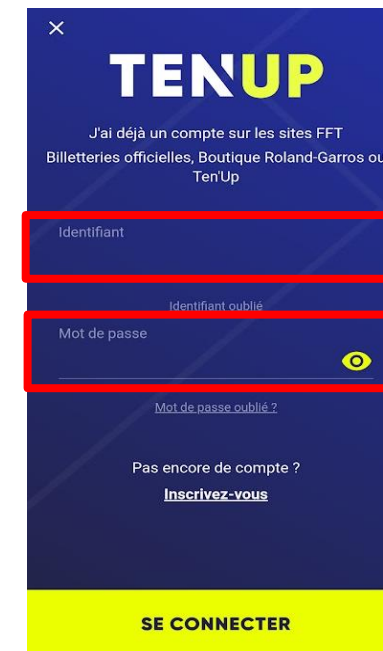 TEN'UP
J'ai déjà un compte sur les sites FFT
Billetteries officielles, Boutique Roland-Garros ou
Ten'Up
Identifiant
Identifiant oublié
Mot de passe
Mot de passe oublié ?
Pas encore de compte ?
Inscrivez-vous
SE CONNECTER